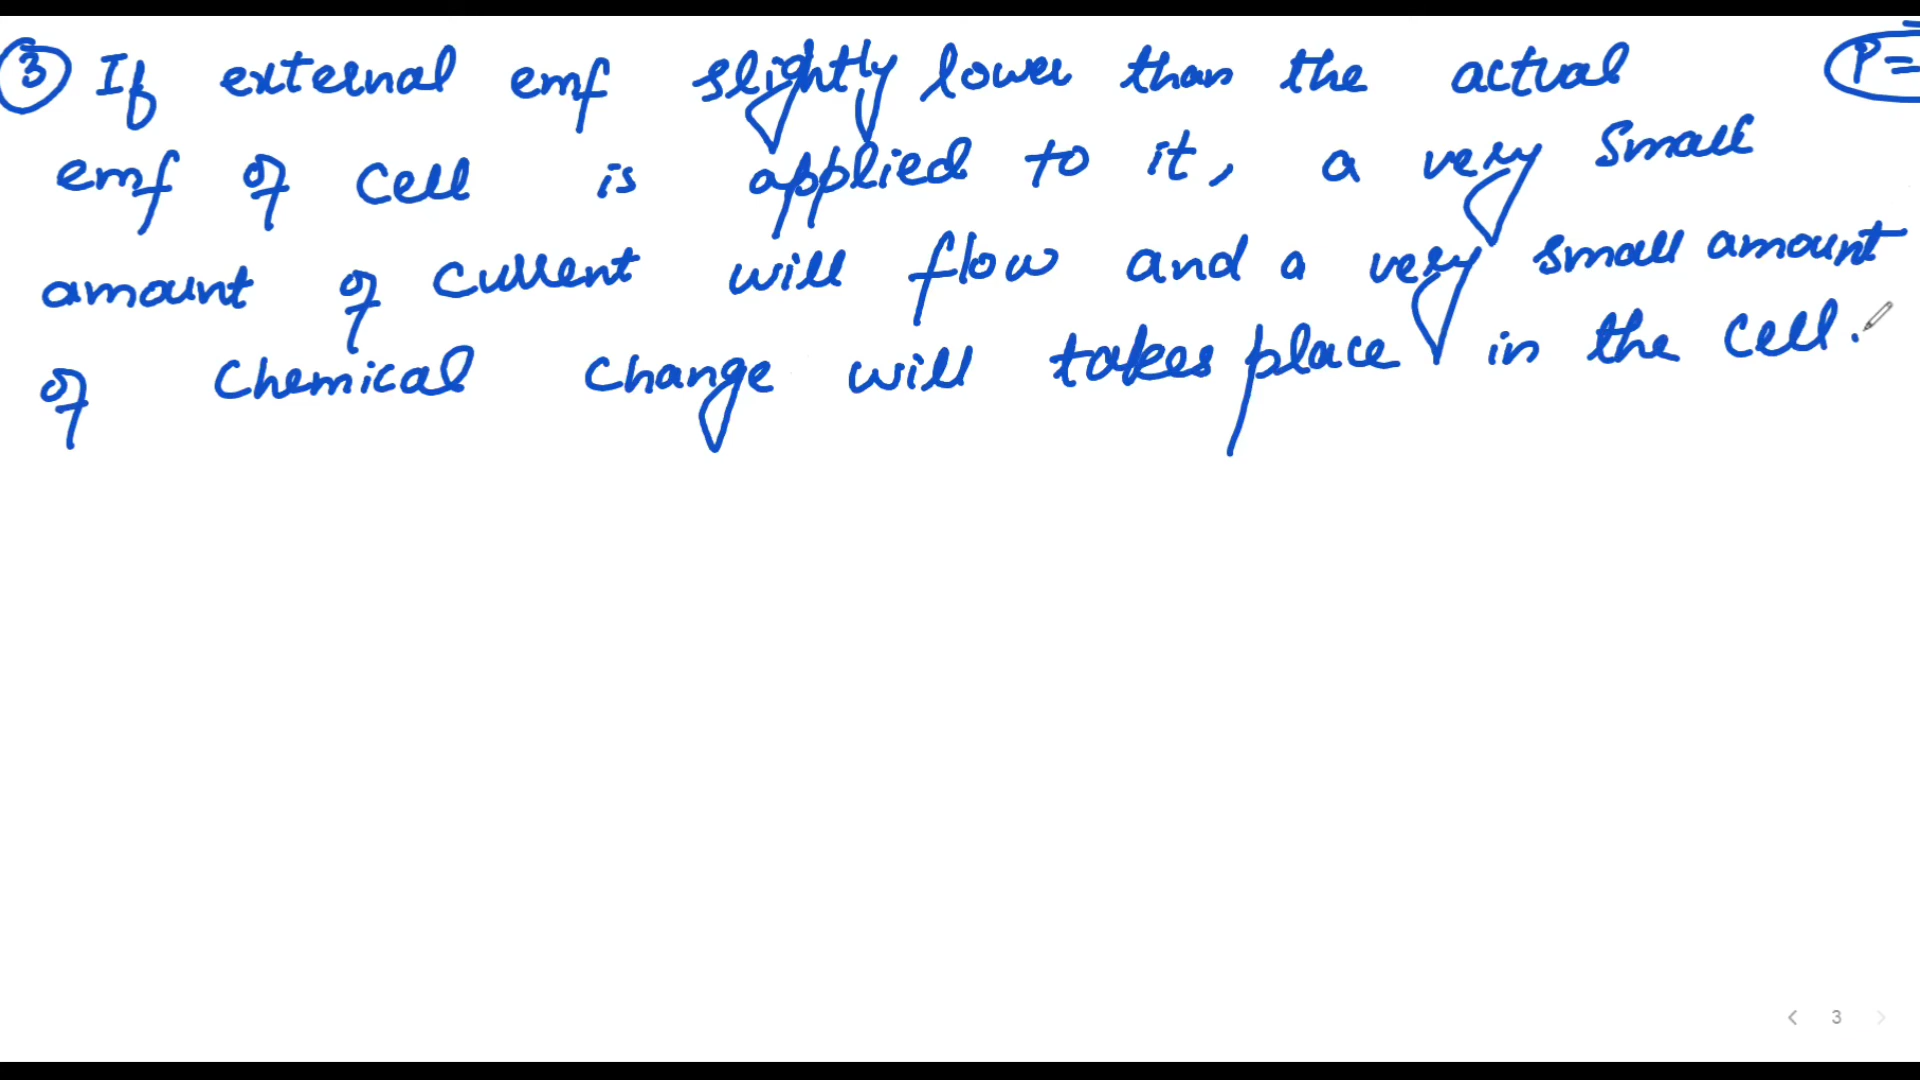 ③ If external emf slightly lower than the actual P=
emf of cell is applied to it, a very small
amount of current will flow and a very small amount
of chemical change will takes place in the cell.
< 3 >